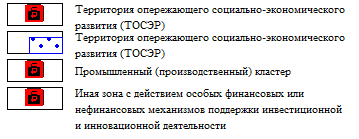 Территория опережающего социально-экономического
развития (ТОСЭР)
Территория опережающего социально-экономического
развития (ТОСЭР)
Промышленный (производственный) кластер
Иная зона с действием особых финансовых или
нефинансовых механизмов поддержки инвестиционной
и инновационной деятельности